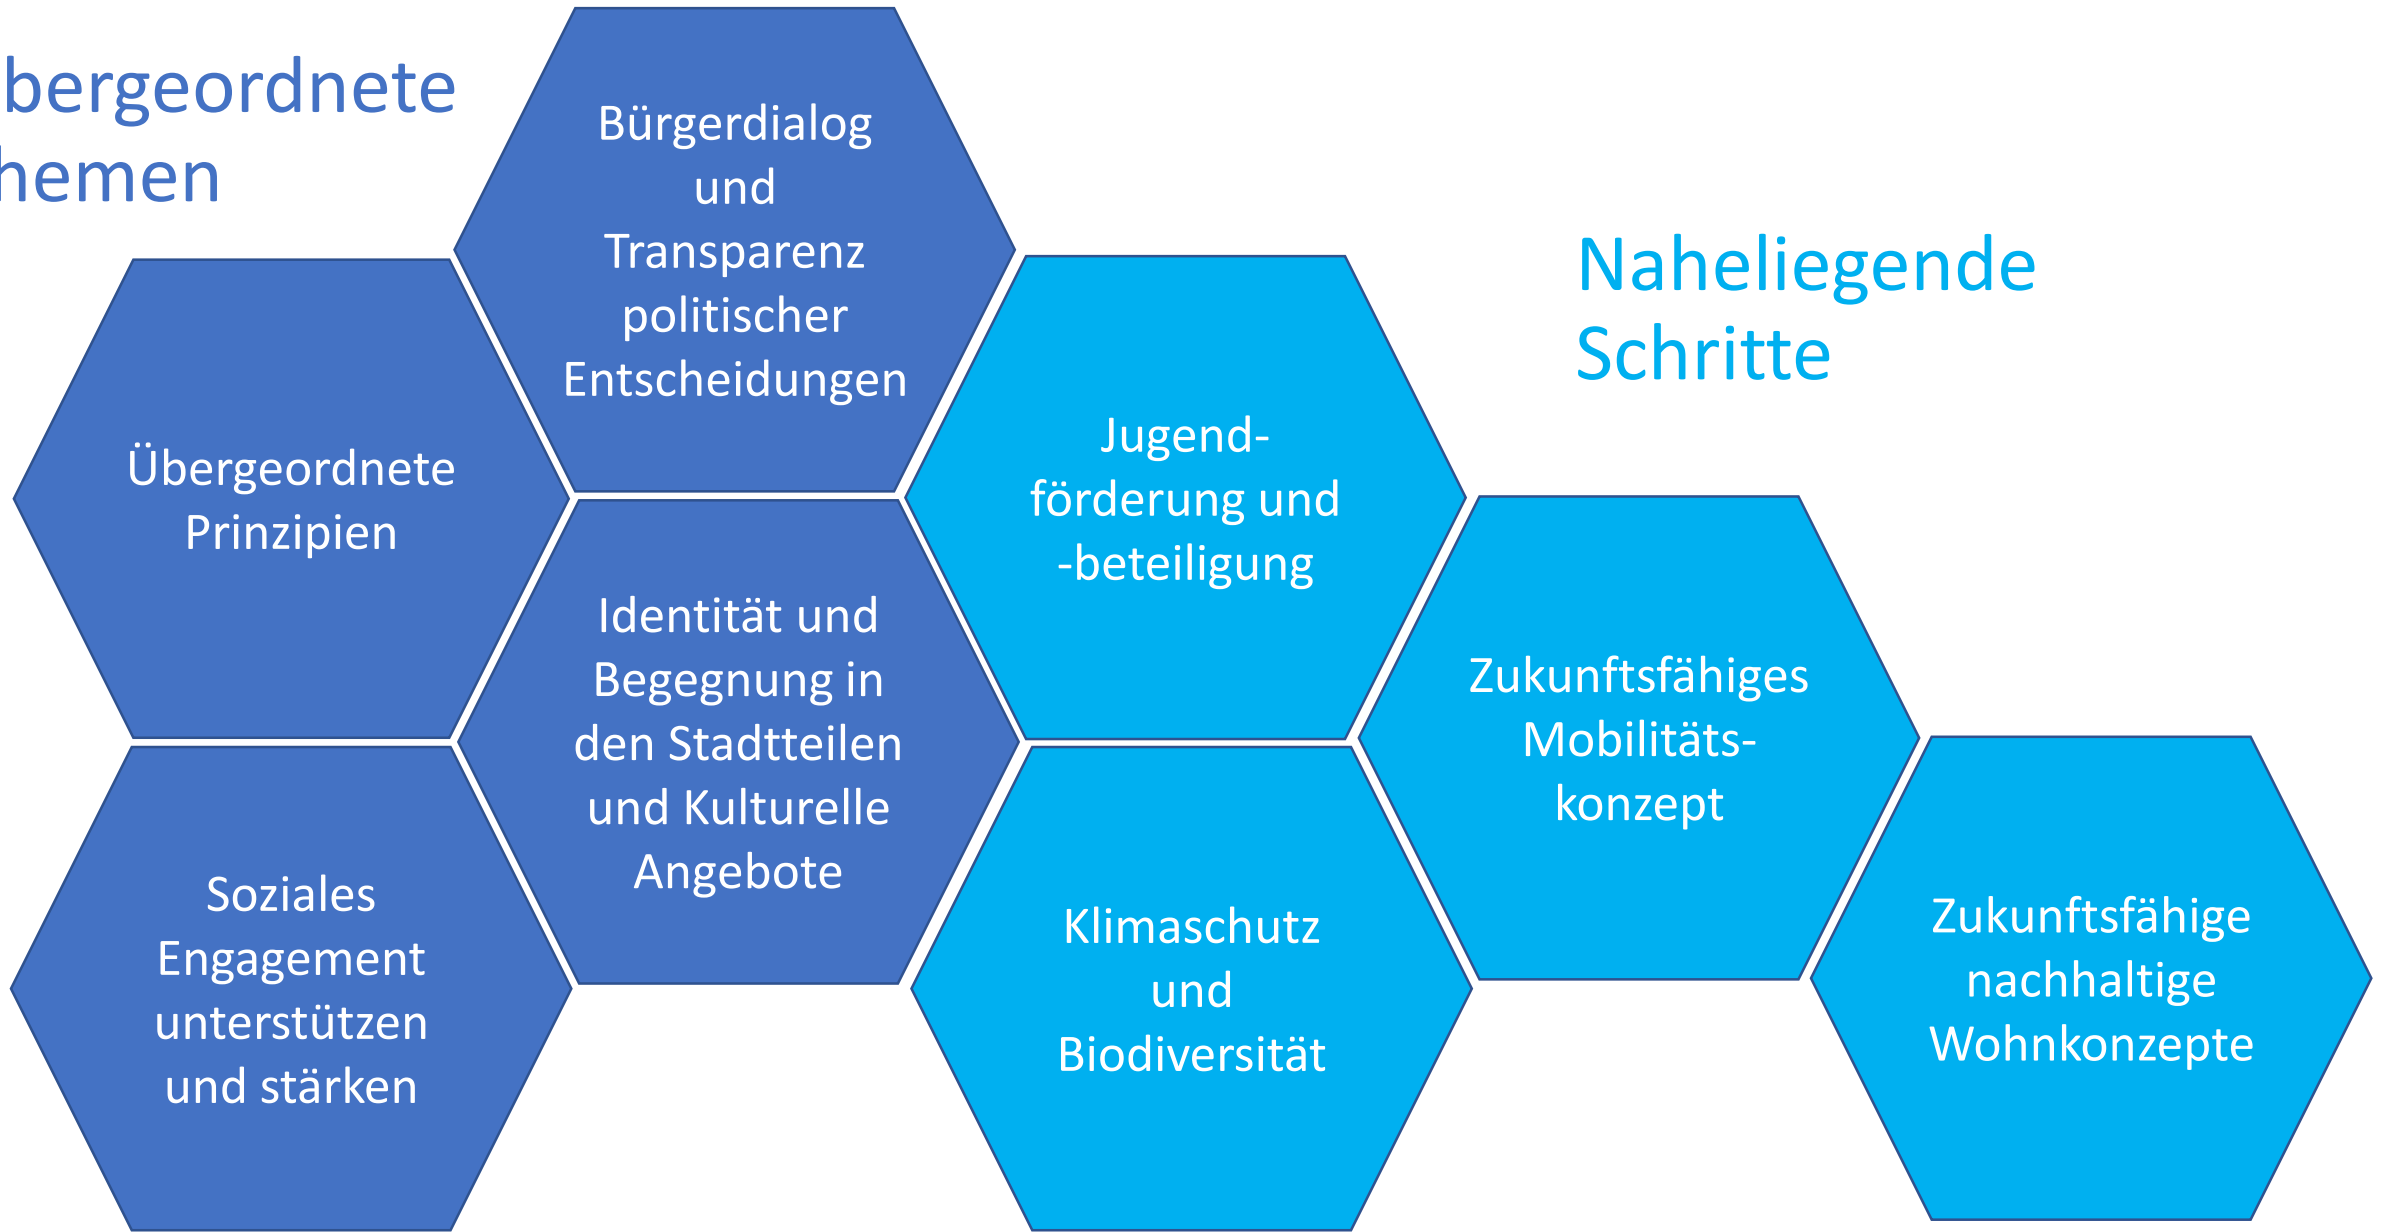 bergeordnete
hemen
Bürgerdialog
und
Transparenz
politischer
Entscheidungen
Übergeordnete
Prinzipien
Identität und
Begegnung in
den Stadtteilen
und Kulturelle
Angebote
Soziales
Engagement
unterstützen
und stärken
Naheliegende
Schritte
Jugend-
förderung und
-beteiligung
Zukunftsfähiges
Mobilitäts-
konzept
Klimaschutz
und
Biodiversität
Zukunftsfähige
nachhaltige
Wohnkonzepte